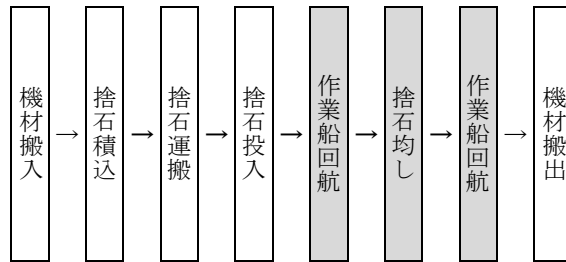 機材搬入
→
捨石積込
→
捨石運搬
→
捨石投入
→
作業船回航
→
捨石均し
→
作業船回航
→
機材搬出